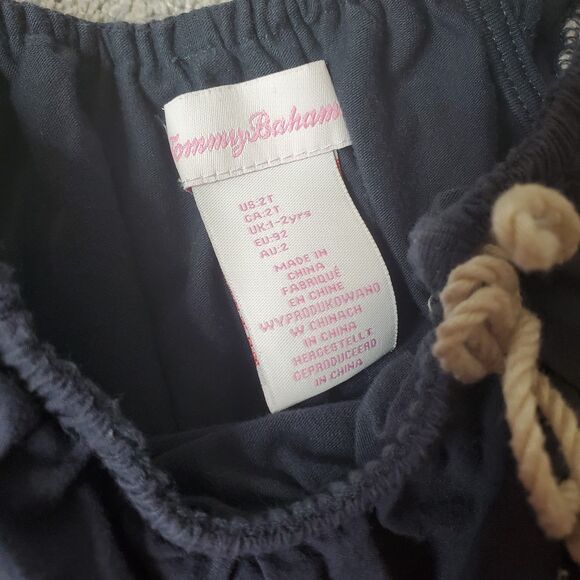 Tommy Baham
US:2T
CA:2T
UK:1-2yrs
EU:92
AU:2
MADE IN
CHINA
FABRIQUÉ
EN CHINE
WYPRODUKOWANO
W CHINACH
IN CHINA
HERGESTELLT
GEPRODUCEERD
IN CHINA